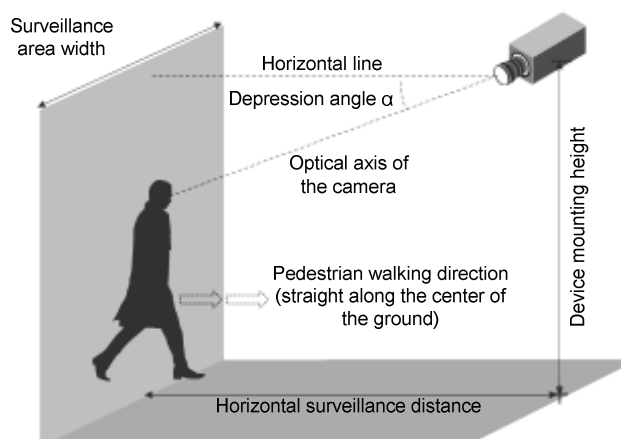 Surveillance
area width
Horizontal line
Depression angle α
Optical axis of
the camera
Device mounting height
Pedestrian walking direction
(straight along the center of
the ground)
Horizontal surveillance distance